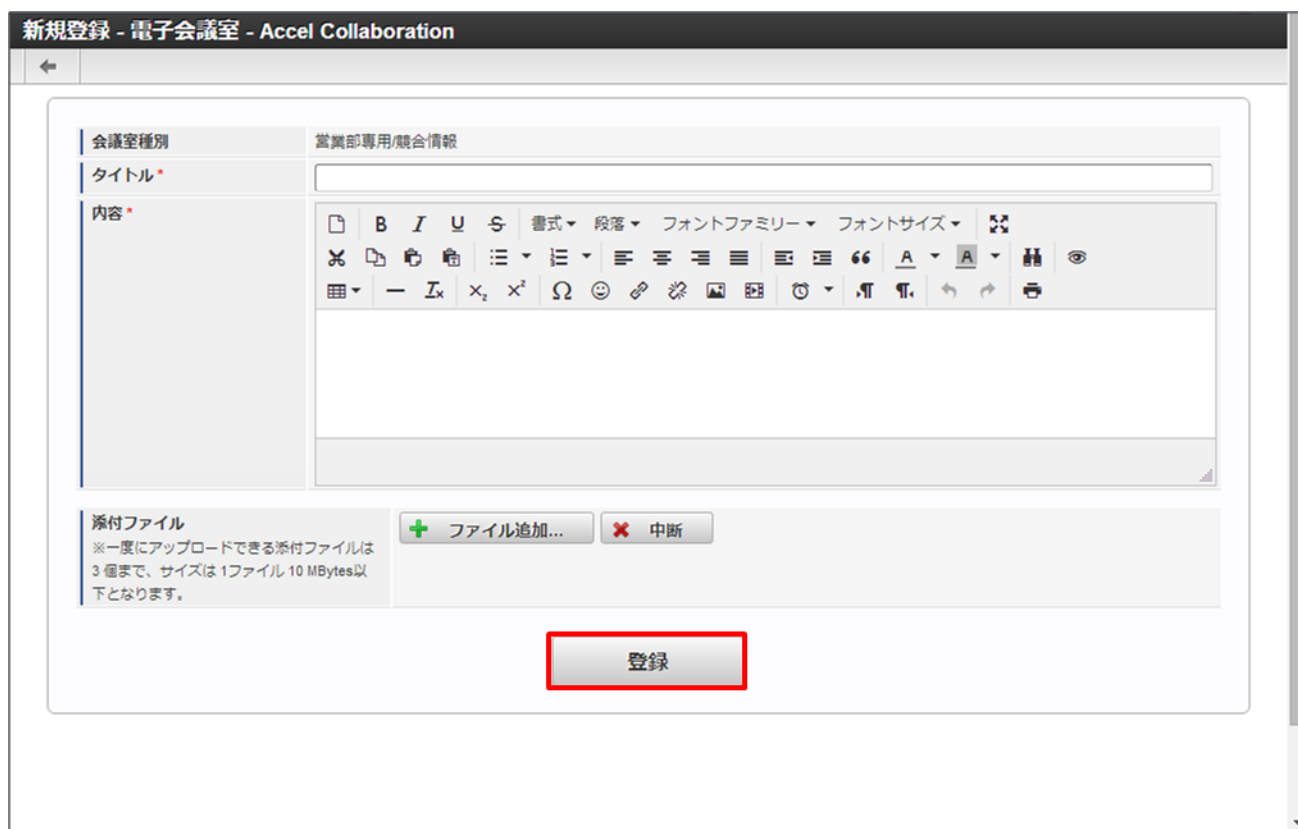 新規登録 - 電子会議室 - Accel Collaboration
会議室種別 営業部専用/競合情報
タイトル*
内容*
B I U S 書式 段落 フォントファミリー フォントサイズ
A A
Ix X₂ X² Ω
添付ファイル
ファイル追加... 中断
※一度にアップロードできる添付ファイルは
3 個まで、サイズは 1ファイル 10 MBytes以
下となります。
登録